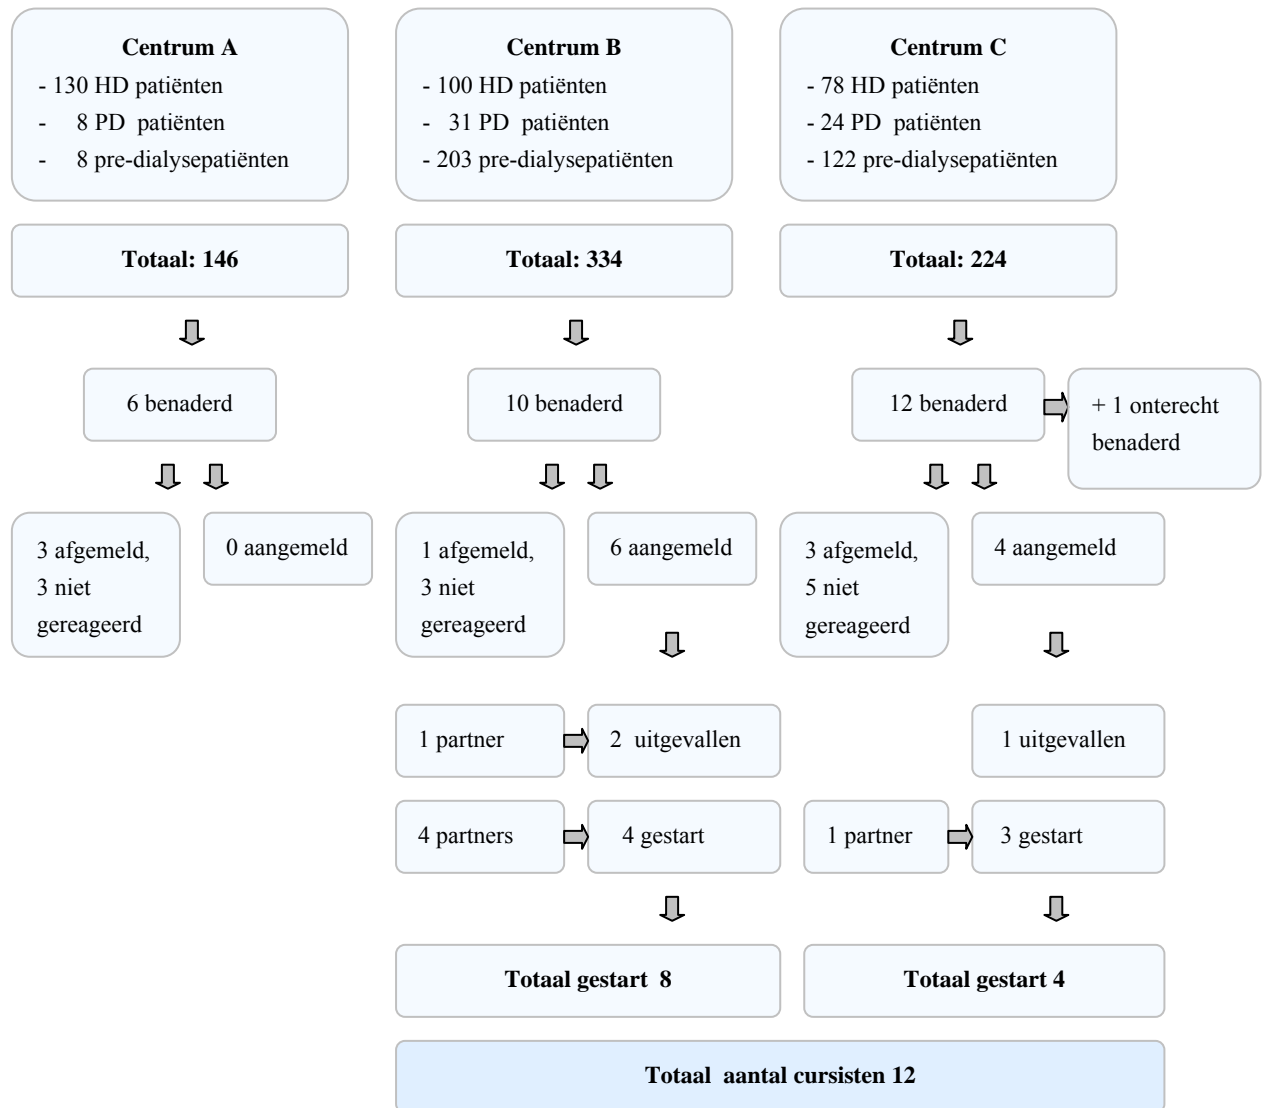 Centrum A
- 130 HD patiënten
- 8 PD patiënten
- 8 pre-dialysepatiënten
Centrum B
- 100 HD patiënten
- 31 PD patiënten
- 203 pre-dialysepatiënten
Centrum C
- 78 HD patiënten
- 24 PD patiënten
- 122 pre-dialysepatiënten
Totaal: 146
Totaal: 334
Totaal: 224
6 benaderd
10 benaderd
12 benaderd
+ 1 onterecht
benaderd
3 afgemeld,
3 niet
gereageerd
0 aangemeld
1 afgemeld,
3 niet
gereageerd
6 aangemeld
3 afgemeld,
5 niet
gereageerd
4 aangemeld
1 partner
2 uitgevallen
1 uitgevallen
4 partners
4 gestart
1 partner
3 gestart
Totaal gestart 8
Totaal gestart 4
Totaal aantal cursisten 12